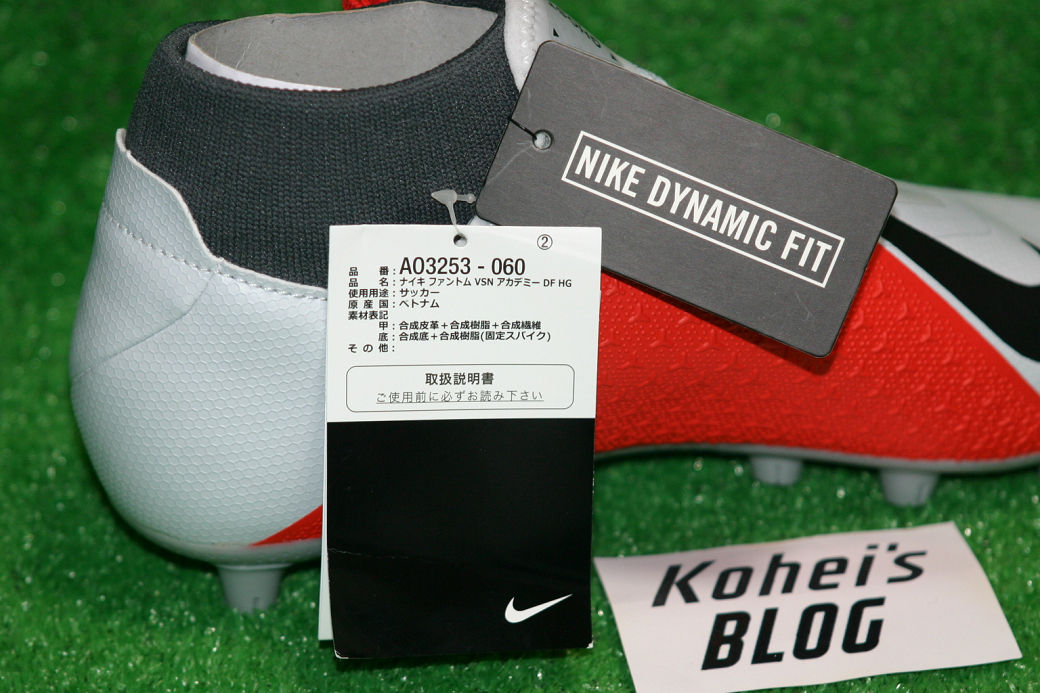 NIKE DYNAMIC FIT
②
品番:AO3253-060
品名:ナイキ ファントム VSN アカデミー DF HG
使用用途:サッカー
原産国:ベトナム
素材表記
甲:合成皮革+合成樹脂+合成繊維
底:合成底+合成樹脂(固定スパイク)
その他:
取扱説明書
ご使用前に必ずお読み下さい
Kohei's
BLOG